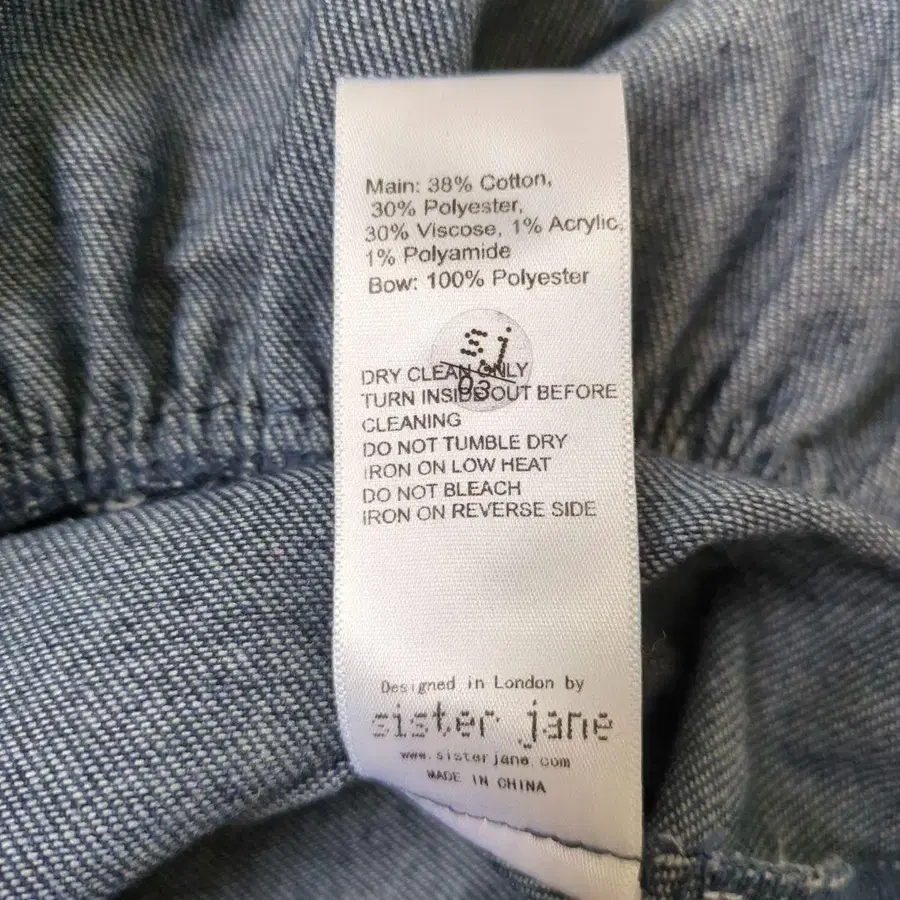 Main: 38% Cotton,
30% Polyester,
30% Viscose, 1% Acrylic,
1% Polyamide
Bow: 100% Polyester
sj
03
DRY CLEAN ONLY
TURN INSIDEOUT BEFORE
CLEANING
DO NOT TUMBLE DRY
IRON ON LOW HEAT
DO NOT BLEACH
IRON ON REVERSE SIDE
Designed in London by
sister jane
www.sisterjane.com
MADE IN CHINA